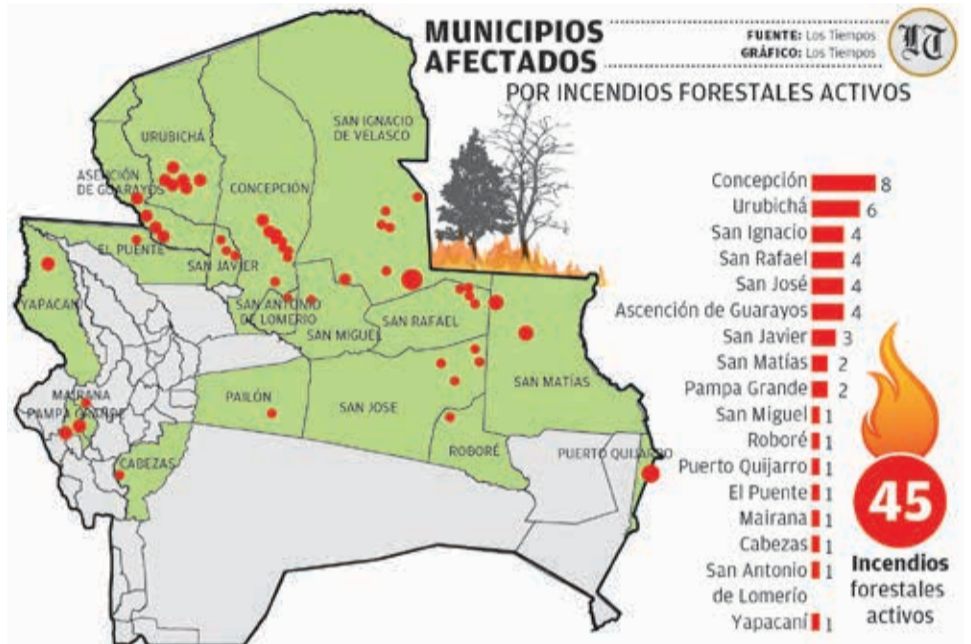 MUNICIPIOS
AFECTADOS
FUENTE: Los Tiempos
GRÁFICO: Los Tiempos
LT
POR INCENDIOS FORESTALES ACTIVOS
SAN IGNACIO
DE VELASCO
URUBICHÁ
ASENCIÓN
DE GUARAYOS
CONCEPCIÓN
EL PUENTE
SAN JAVIER
YAPACANÍ
SAN ANTONIO
DE LOMERIO
SAN MIGUEL
SAN RAFAEL
SAN MATÍAS
MAIRANA
PAMPA GRANDE
PAILÓN
SAN JOSE
CABEZAS
ROBORÉ
PUERTO QUIJARRO
Concepción 8
Urubichá 6
San Ignacio 4
San Rafael 4
San José 4
Ascención de Guarayos 4
San Javier 3
San Matías 2
Pampa Grande 2
San Miguel 1
Roboré 1
Puerto Quijarro 1
El Puente 1
Mairana 1
Cabezas 1
San Antonio 1
de Lomerío
Yapacaní 1
45
Incendios
forestales
activos